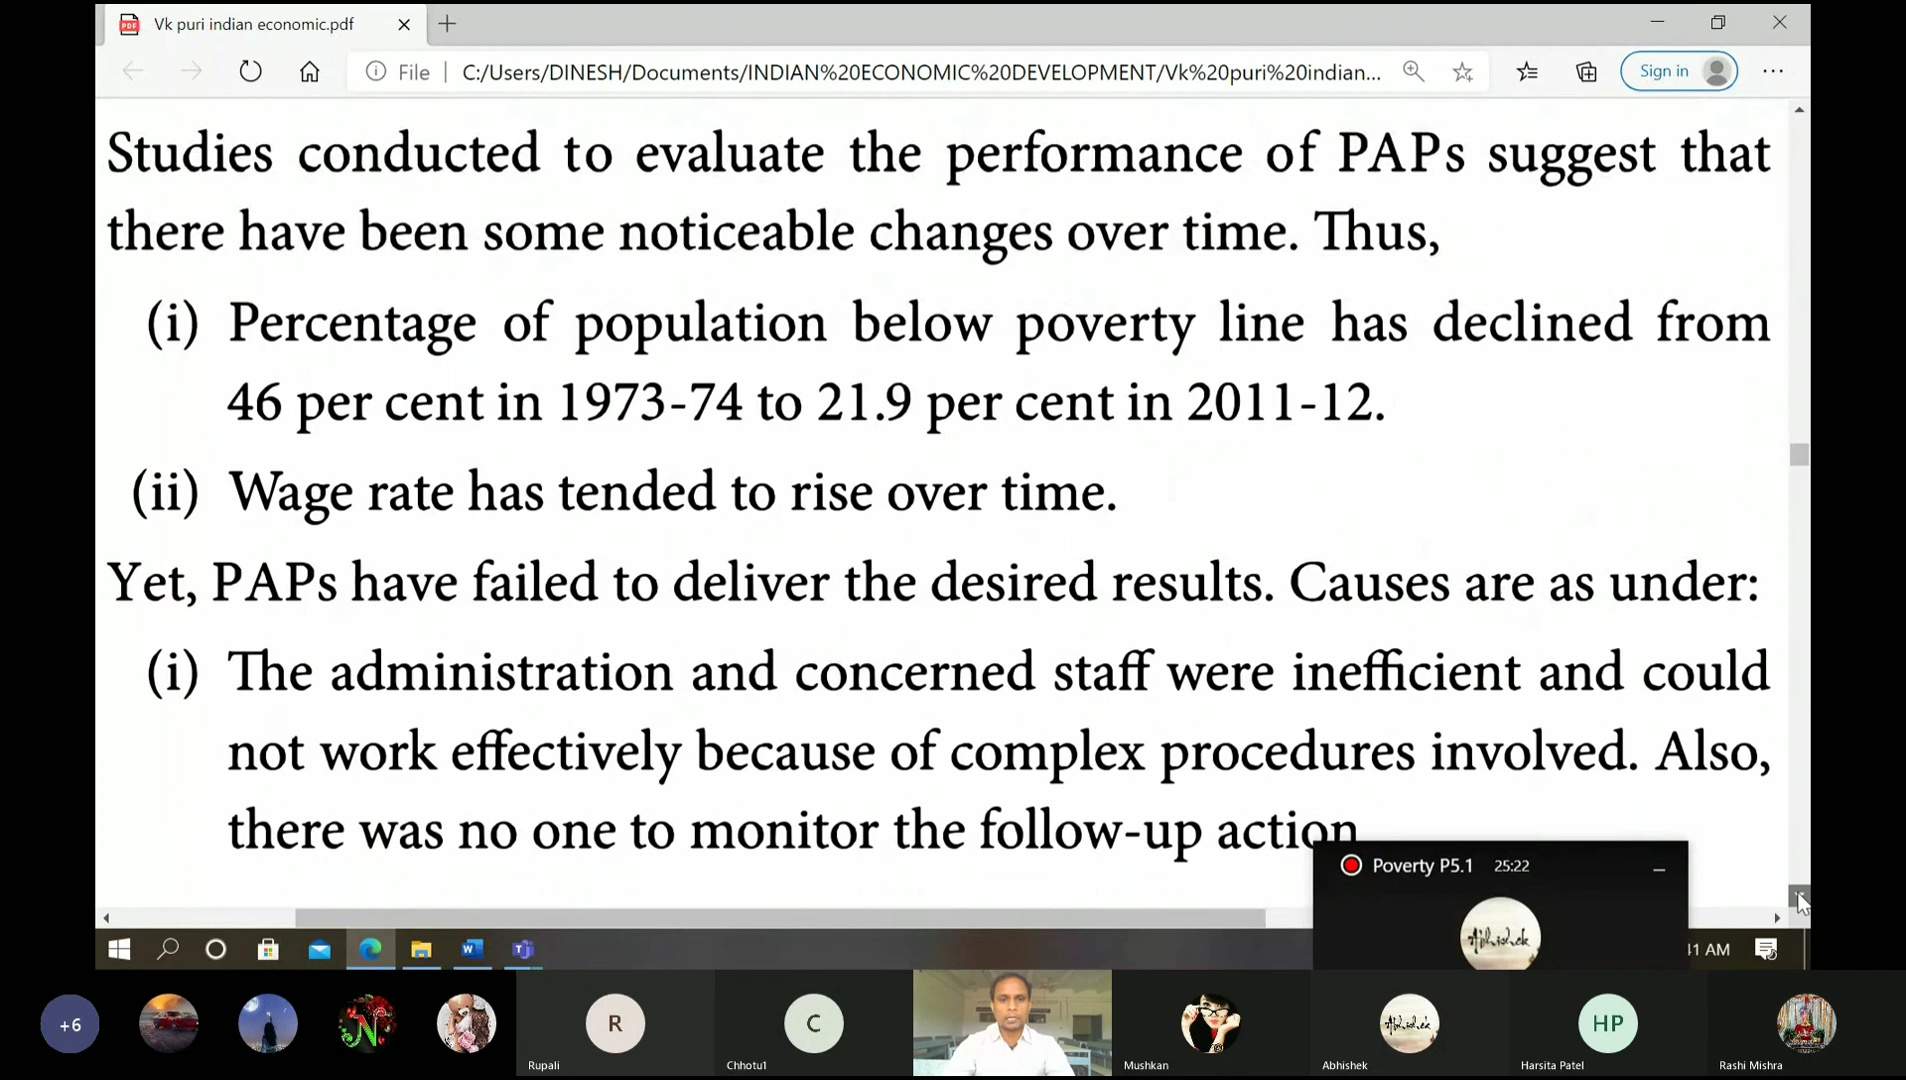 Vk puri indian economic.pdf
File
C:/Users/DINESH/Documents/INDIAN%20ECONOMIC%20DEVELOPMENT/Vk%20puri%20indian...
Sign in
Studies conducted to evaluate the performance of PAPs suggest that
there have been some noticeable changes over time. Thus,
(i) Percentage of population below poverty line has declined from
46 per cent in 1973-74 to 21.9 per cent in 2011-12.
(ii) Wage rate has tended to rise over time.
Yet, PAPs have failed to deliver the desired results. Causes are as under:
(i) The administration and concerned staff were inefficient and could
not work effectively because of complex procedures involved. Also,
there was no one to monitor the follow-up action
Poverty P5.1 25:22
Abhishek
41 AM
+6
N
R
C
Abhishek
HP
Rupali
Chhotu1
Mushkan
Abhishek
Harsita Patel
Rashi Mishra